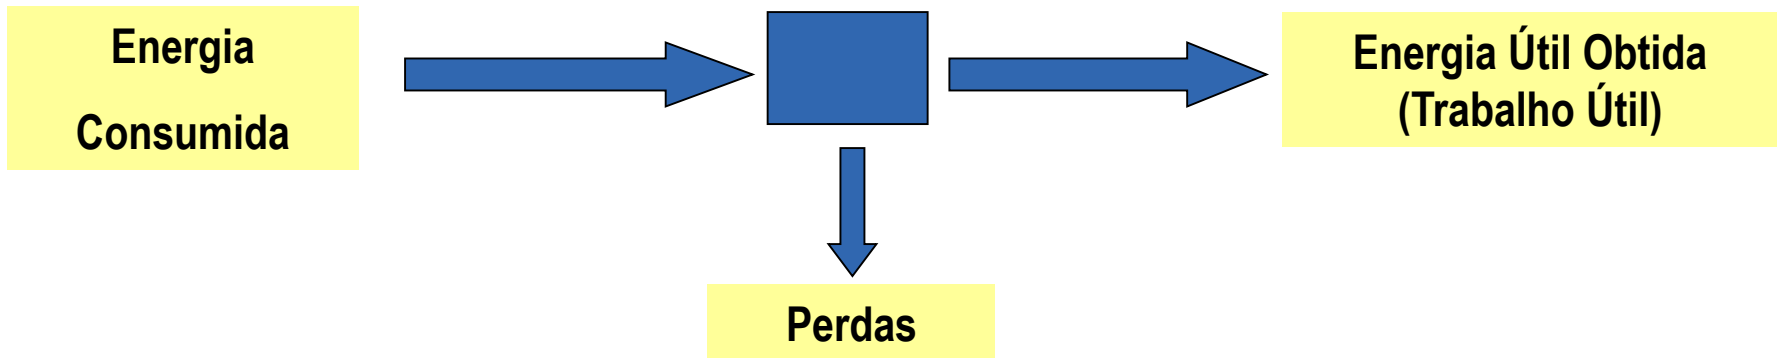 Energia
Consumida
Energia Útil Obtida
(Trabalho Útil)
Perdas